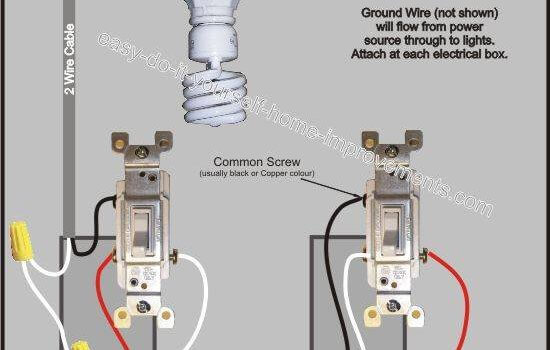 Ground Wire (not shown)
will flow from power
source through to lights.
Attach at each electrical box.
2 Wire Cable
easy-do-it-yourself-home-improvements.com
Common Screw
(usually black or Copper colour)